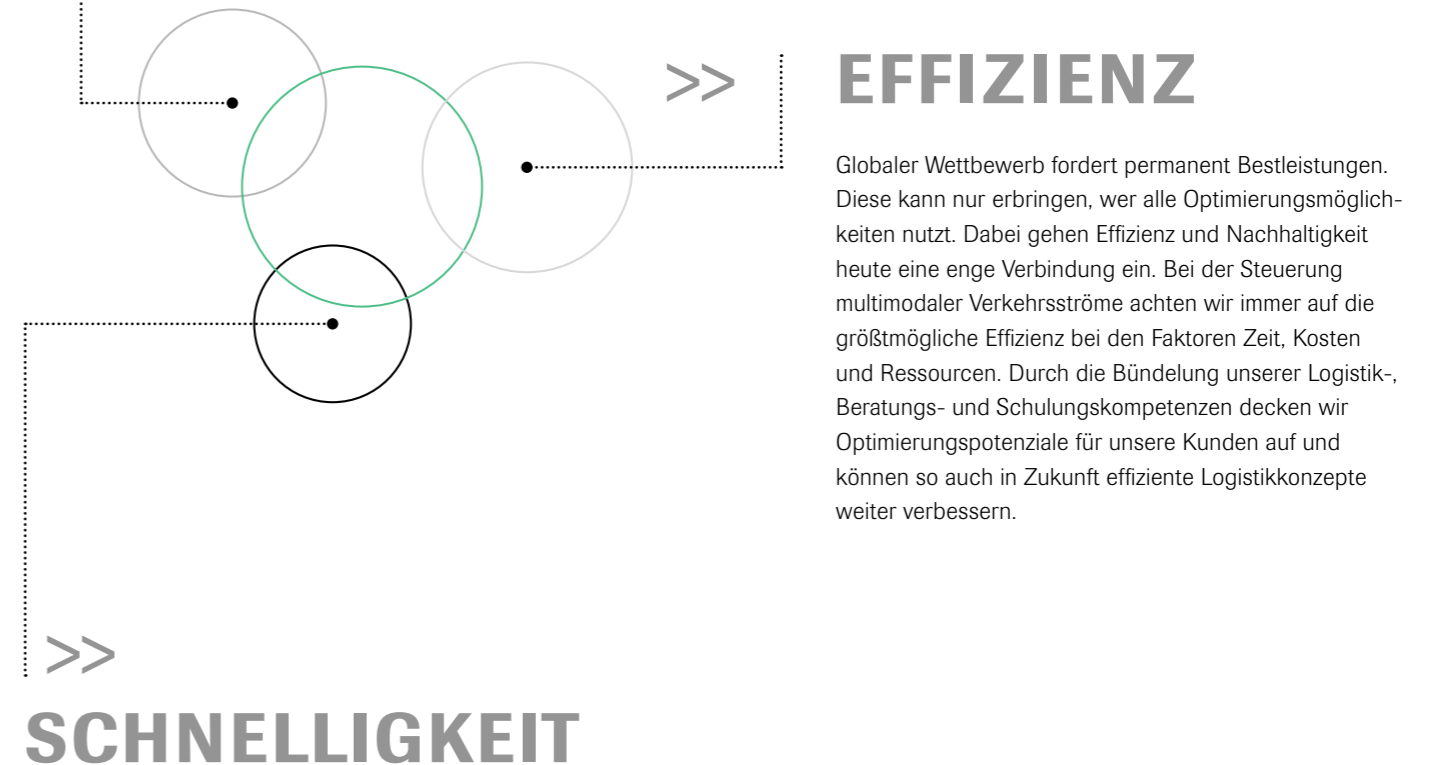 >> EFFIZIENZ
Globaler Wettbewerb fordert permanent Bestleistungen.
Diese kann nur erbringen, wer alle Optimierungsmöglich-
keiten nutzt. Dabei gehen Effizienz und Nachhaltigkeit
heute eine enge Verbindung ein. Bei der Steuerung
multimodaler Verkehrsströme achten wir immer auf die
größtmögliche Effizienz bei den Faktoren Zeit, Kosten
und Ressourcen. Durch die Bündelung unserer Logistik-,
Beratungs- und Schulungskompetenzen decken wir
Optimierungspotenziale für unsere Kunden auf und
können so auch in Zukunft effiziente Logistikkonzepte
weiter verbessern.
>>
SCHNELLIGKEIT